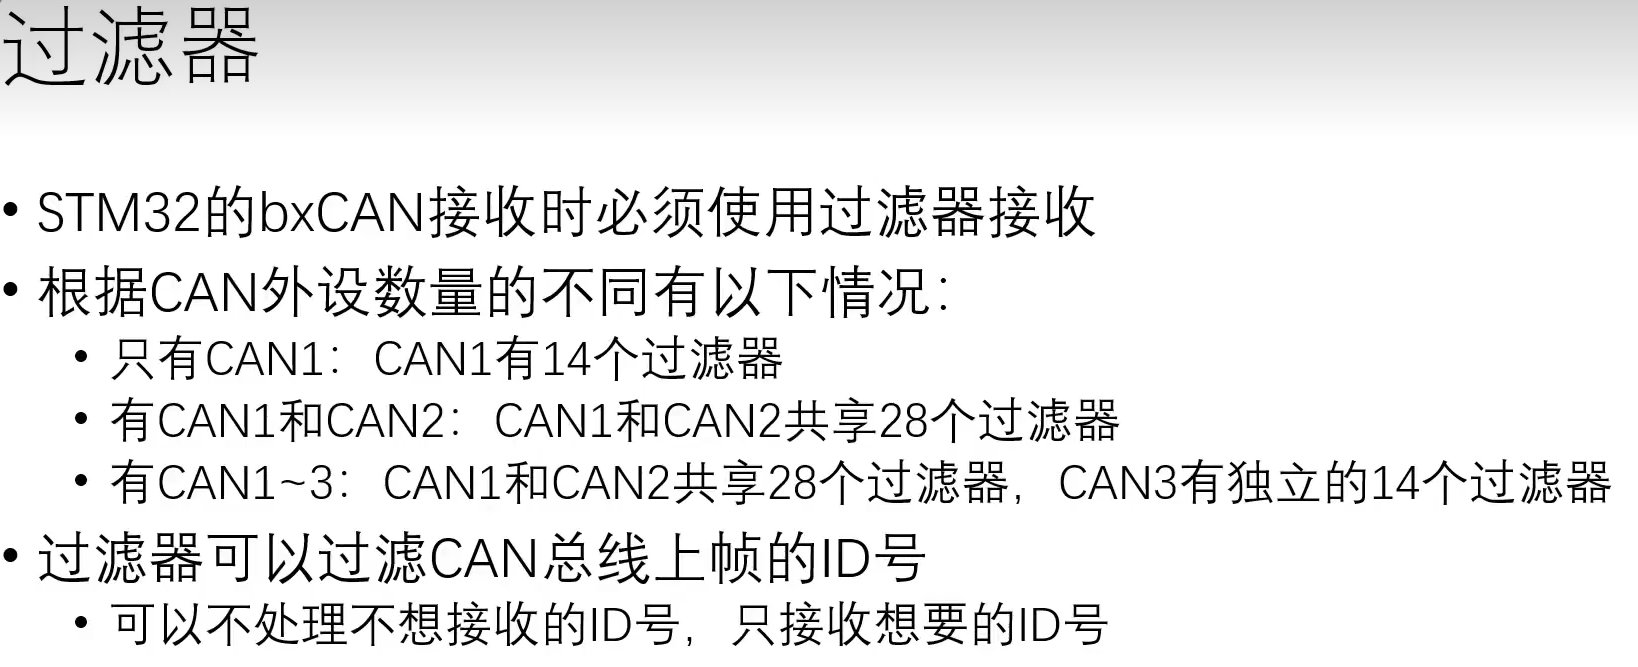 过滤器
• STM32的bxCAN接收时必须使用过滤器接收
• 根据CAN外设数量的不同有以下情况：
• 只有CAN1：CAN1有14个过滤器
• 有CAN1和CAN2：CAN1和CAN2共享28个过滤器
• 有CAN1~3：CAN1和CAN2共享28个过滤器，CAN3有独立的14个过滤器
• 过滤器可以过滤CAN总线上帧的ID号
• 可以不处理不想接收的ID号，只接收想要的ID号